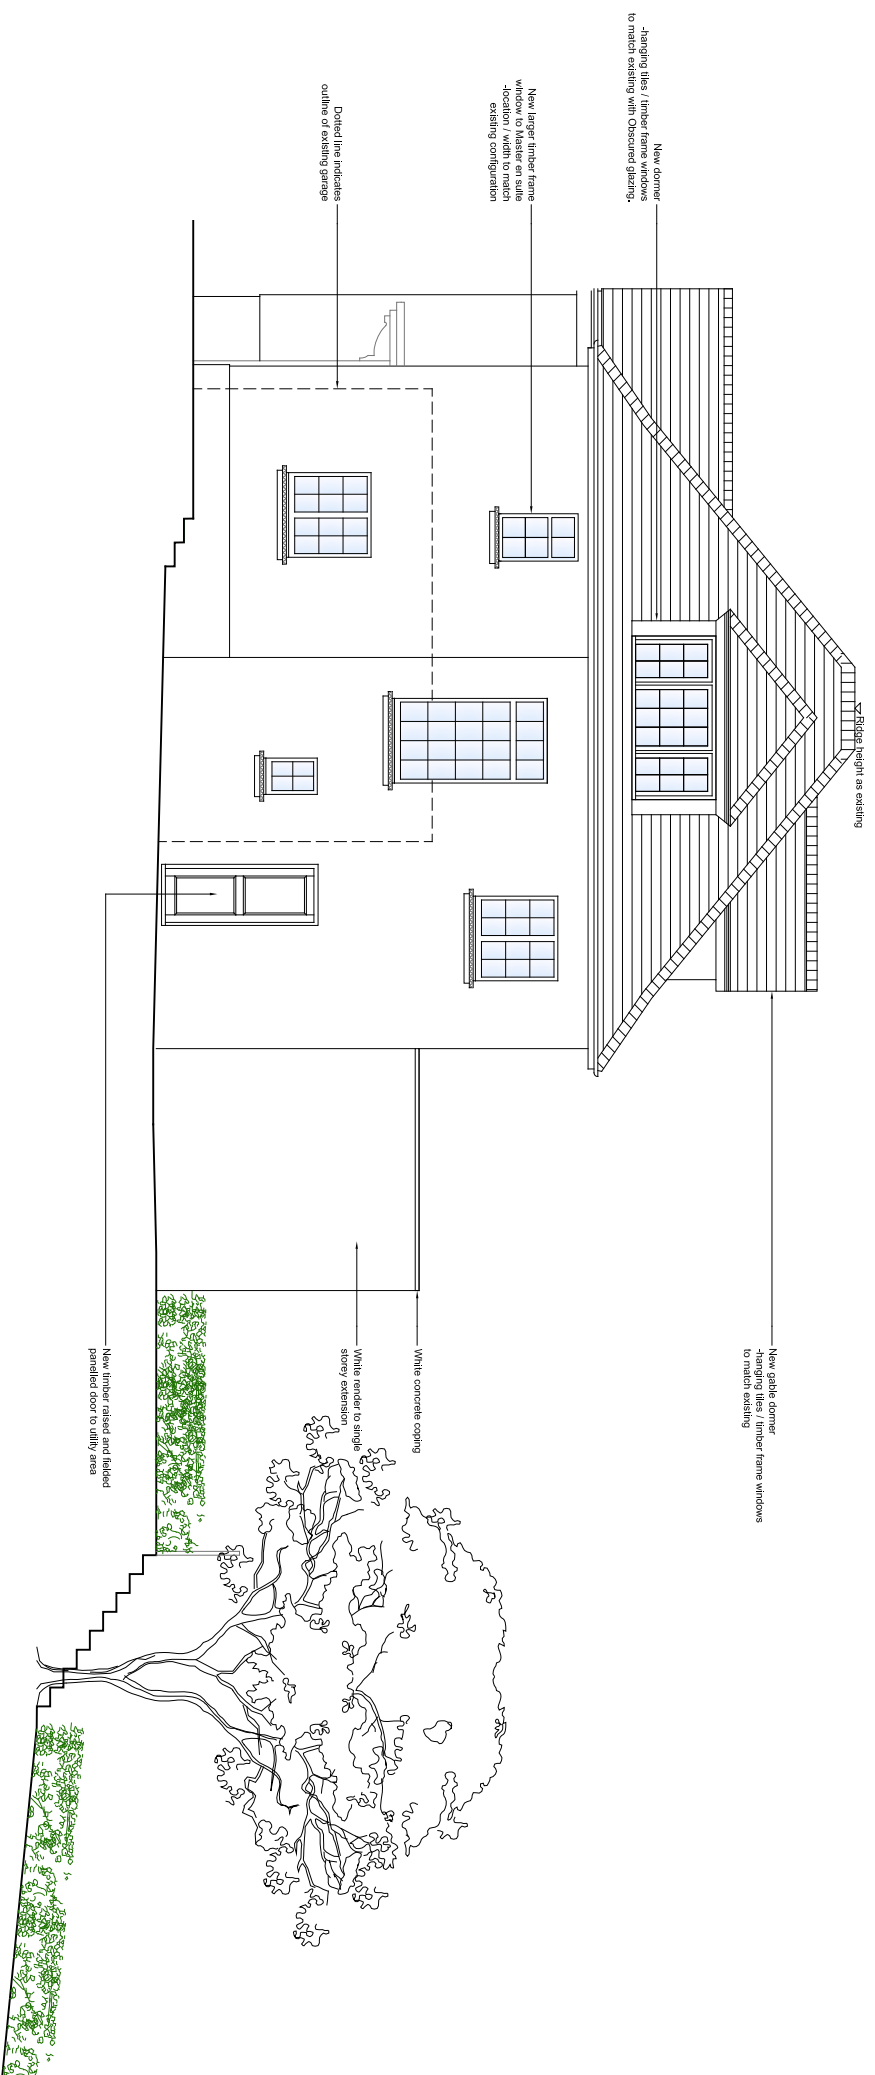 New dormer
-hanging tiles / timber frame windows
to match existing with Obscured glazing.
New larger timber frame
window to Master en suite
-location / width to match
existing configuration
Dotted line indicates
outline of existing garage
Ridge height as existing
New gable dormer
-hanging tiles / timber frame windows
to match existing
White concrete coping
White render to single
storey extension
New timber raised and fielded
panelled door to utility area